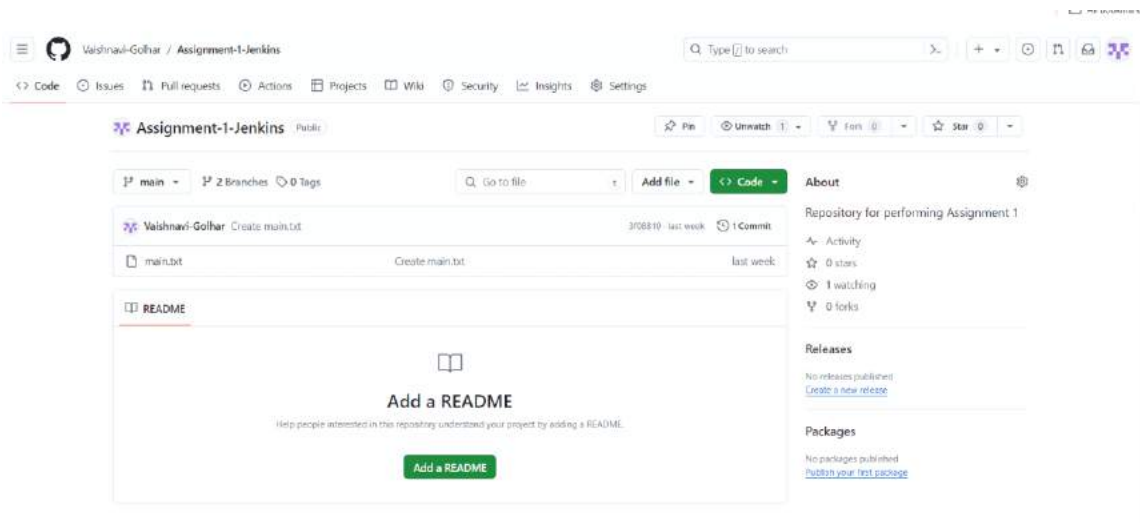 Vaishnavi-Golhar / Assignment-1-Jenkins
Type / to search
Code Issues Pull requests Actions Projects Wiki Security Insights Settings
Assignment-1-Jenkins Public
Pin Unwatch 1 Fork 0 Star 0
main 2 Branches 0 Tags
Go to file t
Add file Code
Vaishnavi-Golhar Create main.txt
last week 1 Commit
main.txt Create main.txt last week
README
Add a README
Help people interested in this repository understand your project by adding a README.
Add a README
About
Repository for performing Assignment 1
Activity
0 stars
1 watching
0 forks
Releases
No releases published
Create a new release
Packages
No packages published
Publish your first package